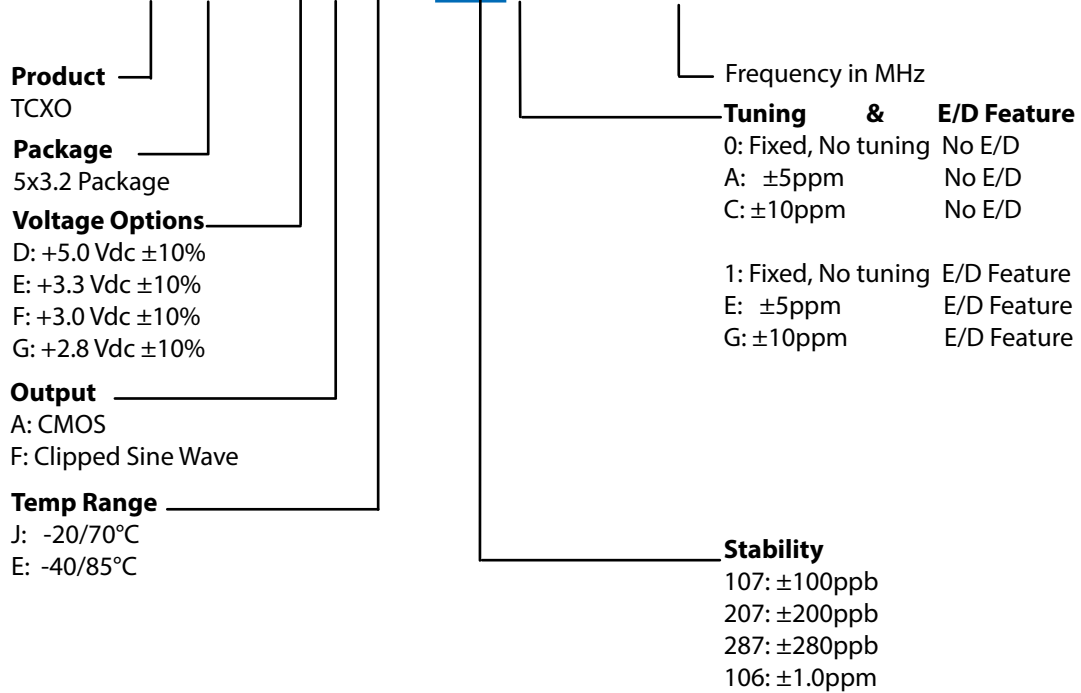 Product
TCXO
Package
5x3.2 Package
Voltage Options
D: +5.0 Vdc ±10%
E: +3.3 Vdc ±10%
F: +3.0 Vdc ±10%
G: +2.8 Vdc ±10%
Output
A: CMOS
F: Clipped Sine Wave
Temp Range
J: -20/70°C
E: -40/85°C
Frequency in MHz
Tuning & E/D Feature
0: Fixed, No tuning No E/D
A: ±5ppm No E/D
C: ±10ppm No E/D
1: Fixed, No tuning E/D Feature
E: ±5ppm E/D Feature
G: ±10ppm E/D Feature
Stability
107: ±100ppb
207: ±200ppb
287: ±280ppb
106: ±1.0ppm